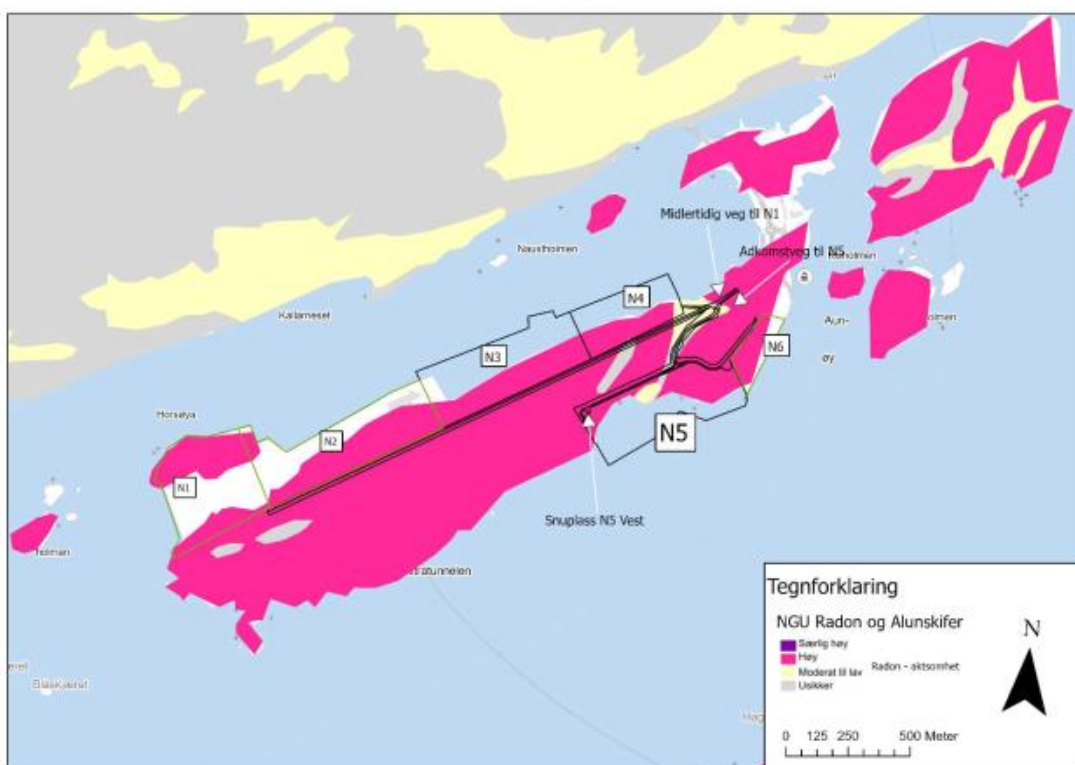 Midlertidig veg til N1
Adkomstveg til N5
Naustholmen
N4
Kallarneset
Aun-
øy
N3
N6
Horsøya
N2
N5
N1
Snuplass N5 Vest
holman
Tegnforklaring
NGU Radon og Alunskifer
Særlig høy
Høy
Moderat til lav
Radon - aktsomhet
Usikker
N
0 125 250 500 Meter